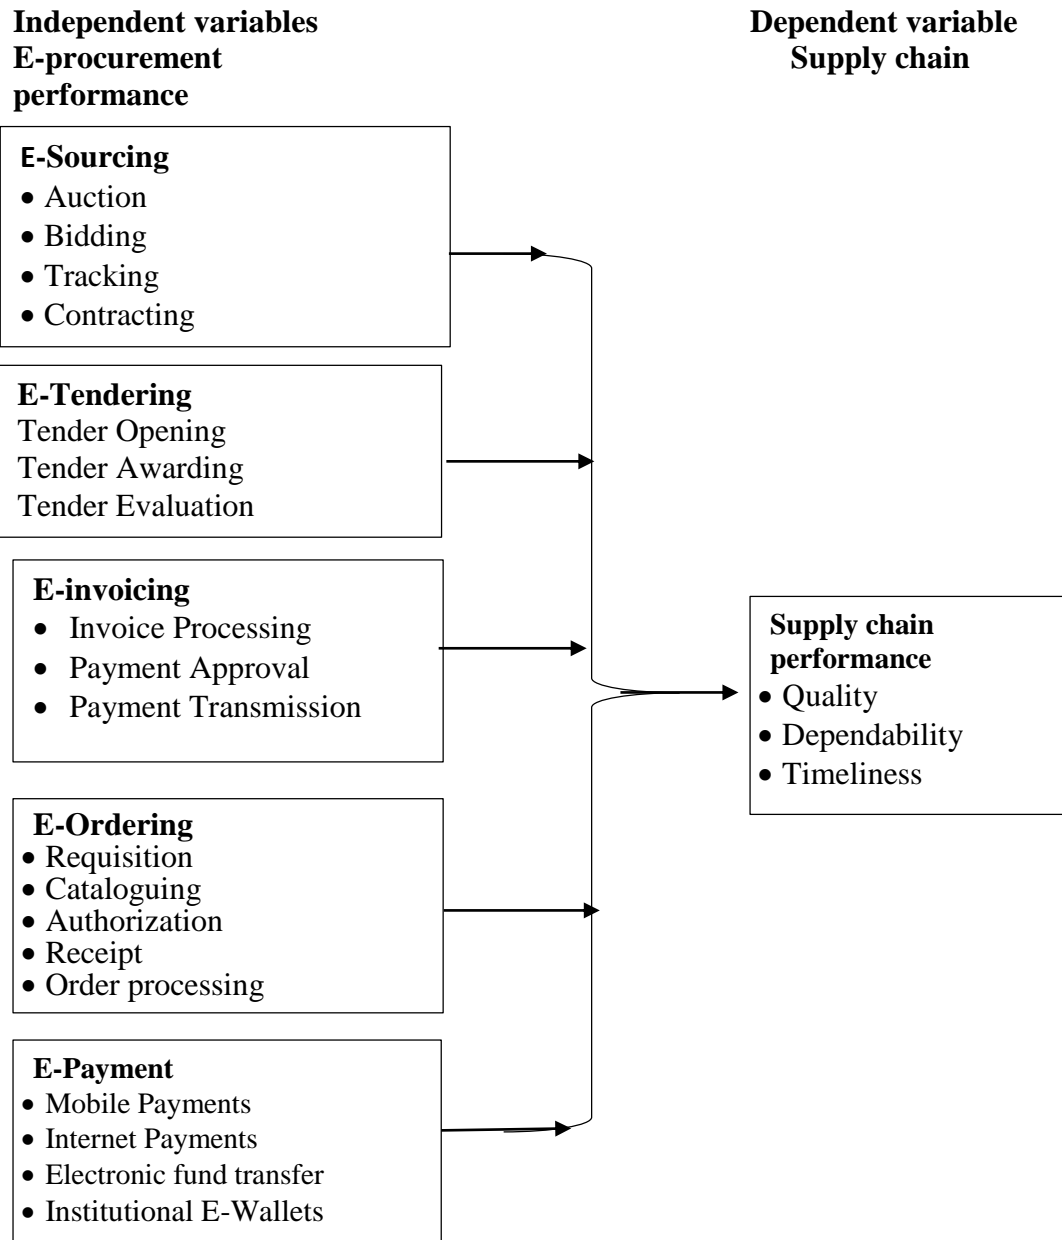 Independent variables
E-procurement
performance
Dependent variable
Supply chain
E-Sourcing
• Auction
• Bidding
• Tracking
• Contracting
E-Tendering
Tender Opening
Tender Awarding
Tender Evaluation
E-invoicing
• Invoice Processing
• Payment Approval
• Payment Transmission
E-Ordering
• Requisition
• Cataloguing
• Authorization
• Receipt
• Order processing
E-Payment
• Mobile Payments
• Internet Payments
• Electronic fund transfer
• Institutional E-Wallets
Supply chain
performance
• Quality
• Dependability
• Timeliness